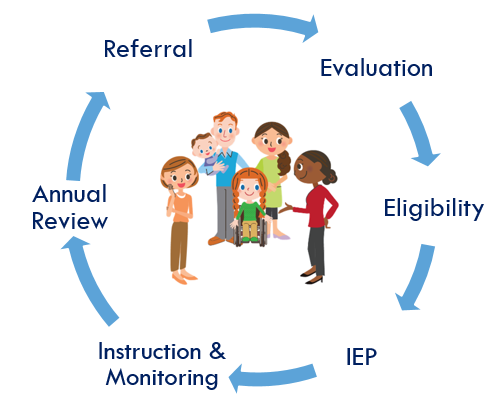 Referral
Evaluation
Eligibility
IEP
Instruction &
Monitoring
Annual
Review